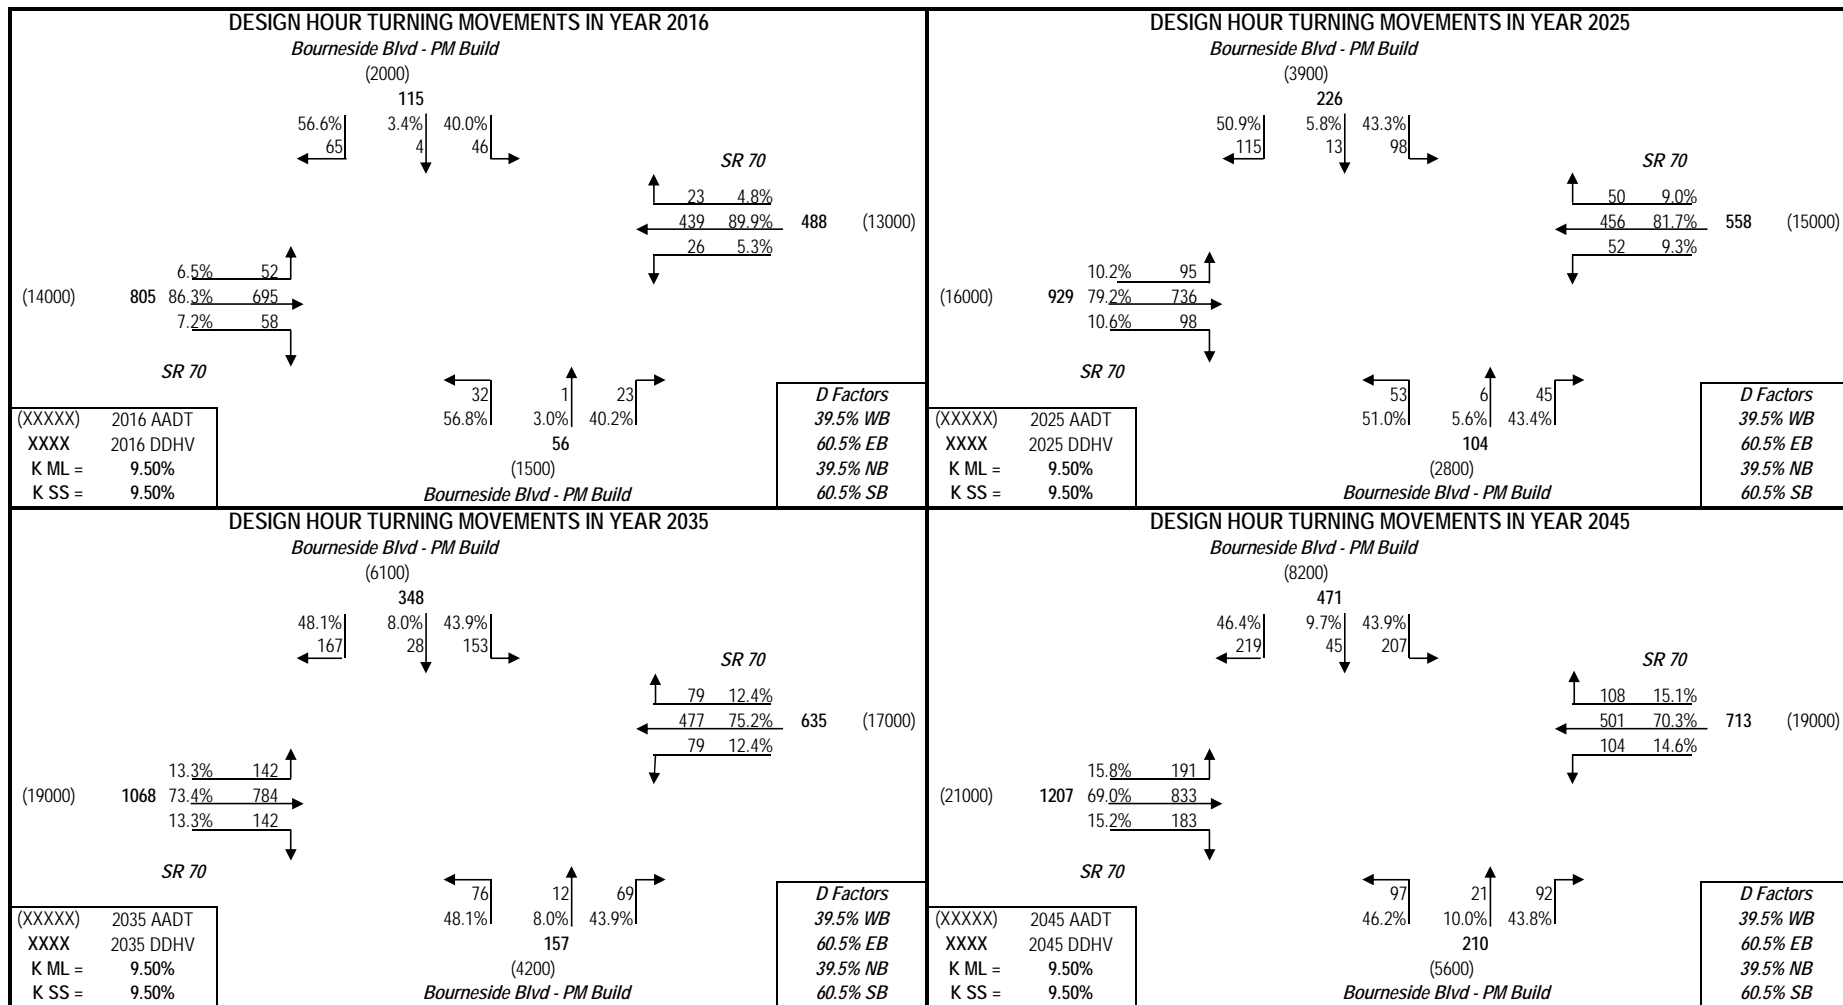 DESIGN HOUR TURNING MOVEMENTS IN YEAR 2016
Bourneside Blvd - PM Build
(2000)
115
56.6% 3.4% 40.0%
65 4 46
SR 70
23 4.8%
439 89.9% 488 (13000)
26 5.3%
6.5% 52
(14000) 805 86.3% 695
7.2% 58
SR 70
32 1 23
56.8% 3.0% 40.2%
56
(1500)
Bourneside Blvd - PM Build
(XXXXX) 2016 AADT
XXXX 2016 DDHV
K ML = 9.50%
K SS = 9.50%
D Factors
39.5% WB
60.5% EB
39.5% NB
60.5% SB
DESIGN HOUR TURNING MOVEMENTS IN YEAR 2025
Bourneside Blvd - PM Build
(3900)
226
50.9% 5.8% 43.3%
115 13 98
SR 70
50 9.0%
456 81.7% 558 (15000)
52 9.3%
10.2% 95
(16000) 929 79.2% 736
10.6% 98
SR 70
53 6 45
51.0% 5.6% 43.4%
104
(2800)
Bourneside Blvd - PM Build
(XXXXX) 2025 AADT
XXXX 2025 DDHV
K ML = 9.50%
K SS = 9.50%
D Factors
39.5% WB
60.5% EB
39.5% NB
60.5% SB
DESIGN HOUR TURNING MOVEMENTS IN YEAR 2035
Bourneside Blvd - PM Build
(6100)
348
48.1% 8.0% 43.9%
167 28 153
SR 70
79 12.4%
477 75.2% 635 (17000)
79 12.4%
13.3% 142
(19000) 1068 73.4% 784
13.3% 142
SR 70
76 12 69
48.1% 8.0% 43.9%
157
(4200)
Bourneside Blvd - PM Build
(XXXXX) 2035 AADT
XXXX 2035 DDHV
K ML = 9.50%
K SS = 9.50%
D Factors
39.5% WB
60.5% EB
39.5% NB
60.5% SB
DESIGN HOUR TURNING MOVEMENTS IN YEAR 2045
Bourneside Blvd - PM Build
(8200)
471
46.4% 9.7% 43.9%
219 45 207
SR 70
108 15.1%
501 70.3% 713 (19000)
104 14.6%
15.8% 191
(21000) 1207 69.0% 833
15.2% 183
SR 70
97 21 92
46.2% 10.0% 43.8%
210
(5600)
Bourneside Blvd - PM Build
(XXXXX) 2045 AADT
XXXX 2045 DDHV
K ML = 9.50%
K SS = 9.50%
D Factors
39.5% WB
60.5% EB
39.5% NB
60.5% SB